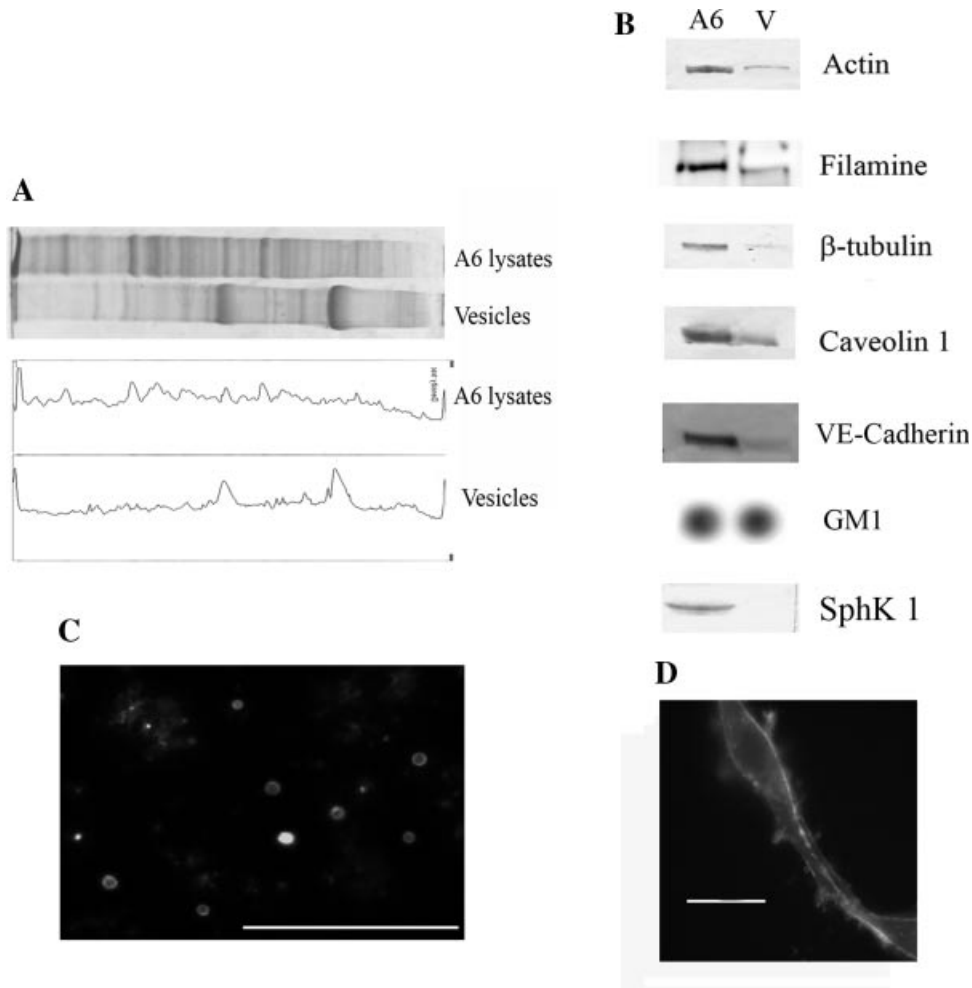 B
A6 V
Actin
Filamine
β-tubulin
Caveolin 1
VE-Cadherin
GM1
SphK 1
A
A6 lysates
Vesicles
A6 lysates
Vesicles
C
D